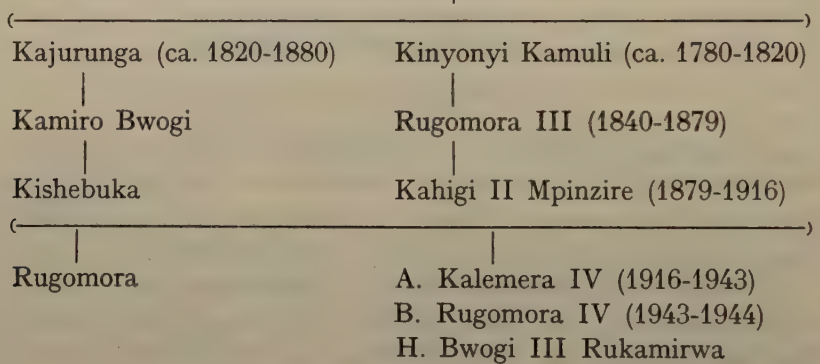 Kajurunga (ca. 1820-1880) Kinyonyi Kamuli (ca. 1780-1820)
Kamiro Bwogi Rugomora III (1840-1879)
Kishebuka Kahigi II Mpinzire (1879-1916)
Rugomora A. Kalemera IV (1916-1943)
B. Rugomora IV (1943-1944)
H. Bwogi III Rukamirwa